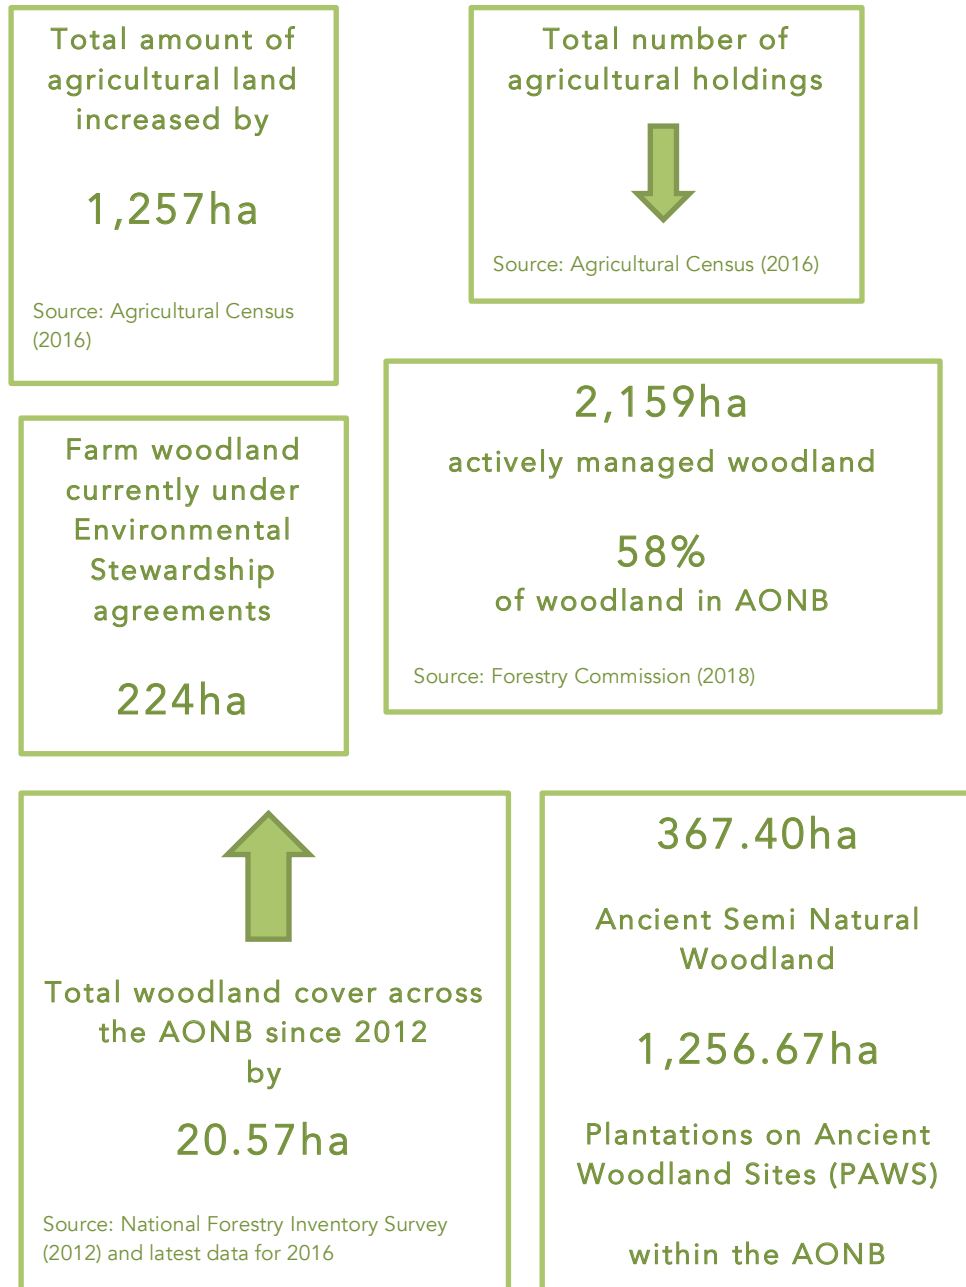 Total amount of
agricultural land
increased by
1,257ha
Source: Agricultural Census
(2016)
Total number of
agricultural holdings
Source: Agricultural Census (2016)
Farm woodland
currently under
Environmental
Stewardship
agreements
224ha
2,159ha
actively managed woodland
58%
of woodland in AONB
Source: Forestry Commission (2018)
Total woodland cover across
the AONB since 2012
by
20.57ha
Source: National Forestry Inventory Survey
(2012) and latest data for 2016
367.40ha
Ancient Semi Natural
Woodland
1,256.67ha
Plantations on Ancient
Woodland Sites (PAWS)
within the AONB